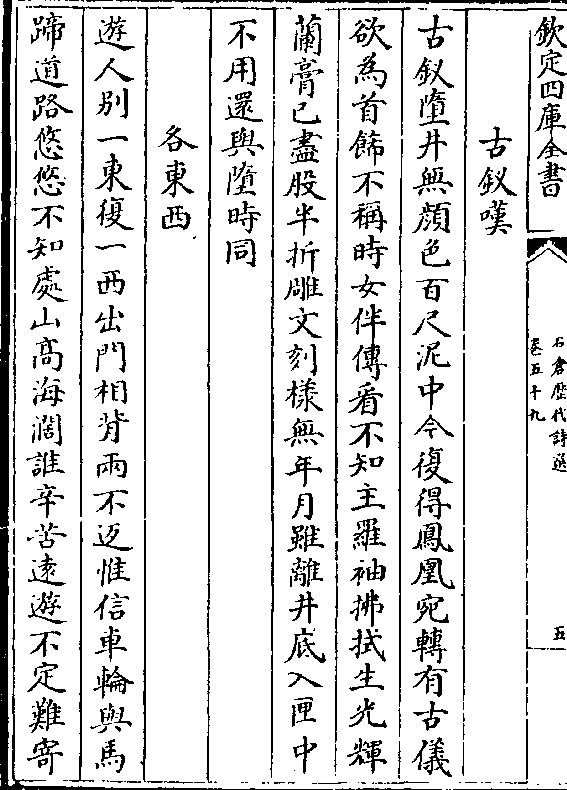 欽定四庫全書
石倉歴代詩選
卷五十九
五
古釵嘆
古釵墮井無顔色百尺泥中今復得鳳凰宛轉有古儀
欲為首飾不稱時女伴傳看不知主羅袖拂拭生光輝
蘭膏已盡股半折雕文刻様無年月雖離井底入匣中
不用還與墮時同
各東西
遊人别一東復一西出門相背兩不返惟信車輪與馬
蹄道路悠悠不知處山高海濶誰辛苦遠遊不定難寄